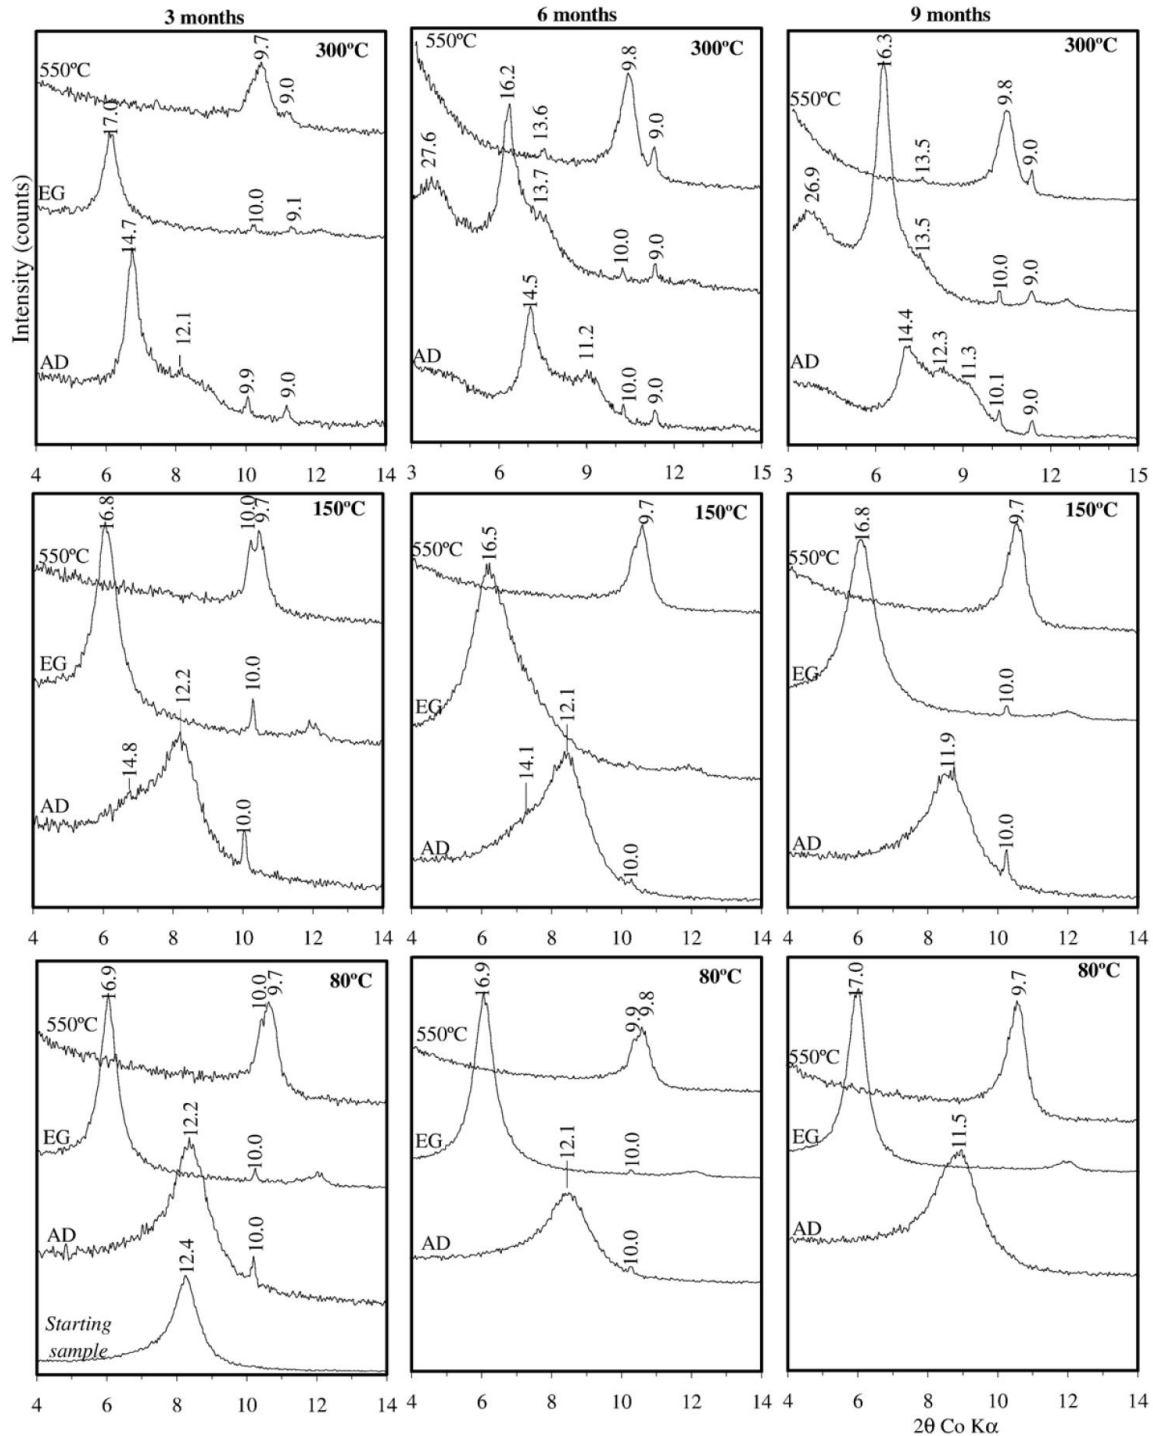 3 months
6 months
9 months
Intensity (counts)
300ºC
550ºC
9.7
9.0
17.0
EG
10.0
9.1
14.7
12.1
AD
9.9
9.0
4 6 8 10 12 14
300ºC
550ºC
9.8
16.2
13.6
9.0
27.6
13.7
10.0
9.0
14.5
11.2
AD
10.0
9.0
3 6 9 12 15
300ºC
16.3
550ºC
9.8
13.5
9.0
26.9
13.5
10.0
9.0
14.4
12.3
11.3
AD
10.1
9.0
3 6 9 12 15
150ºC
16.8
10.0
9.7
550ºC
EG
10.0
12.2
14.8
AD
10.0
4 6 8 10 12 14
150ºC
9.7
550ºC
16.5
EG
12.1
14.1
AD
10.0
4 6 8 10 12 14
150ºC
9.7
16.8
550ºC
EG
10.0
11.9
AD
10.0
4 6 8 10 12 14
80ºC
16.9
10.0
9.7
550ºC
EG
12.2
10.0
AD
10.0
12.4
Starting
sample
4 6 8 10 12 14
80ºC
16.9
9.9
9.8
550ºC
EG
12.1
10.0
AD
10.0
4 6 8 10 12 14
80ºC
17.0
9.7
550ºC
EG
11.5
AD
4 6 8 10 12 14
2θ Co Kα